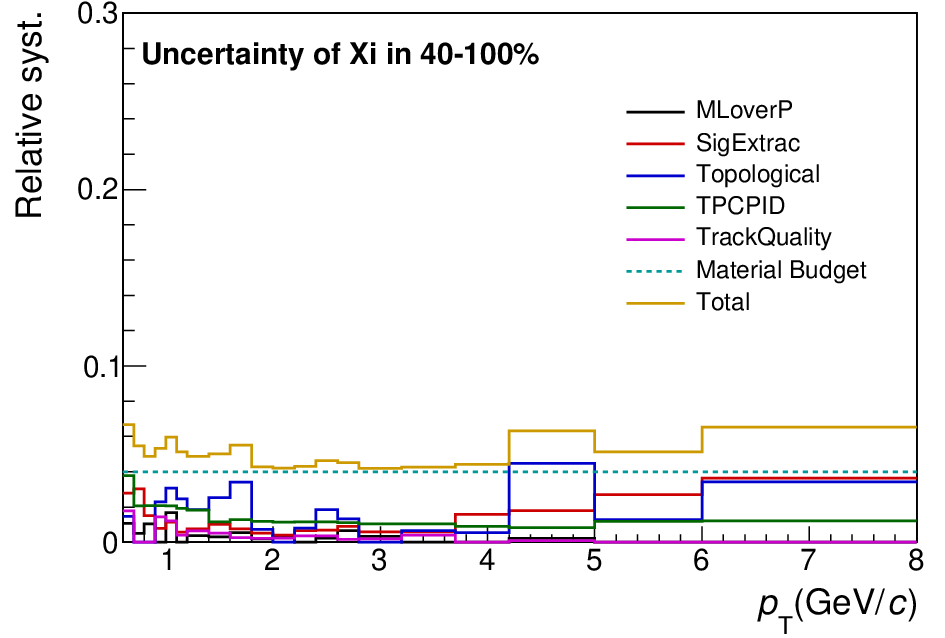 Relative syst.
0.3
0.2
0.1
0
Uncertainty of Xi in 40-100%
MLoverP
SigExtrac
Topological
TPCPID
TrackQuality
Material Budget
Total
1 2 3 4 5 6 7 8
p_T(GeV/c)